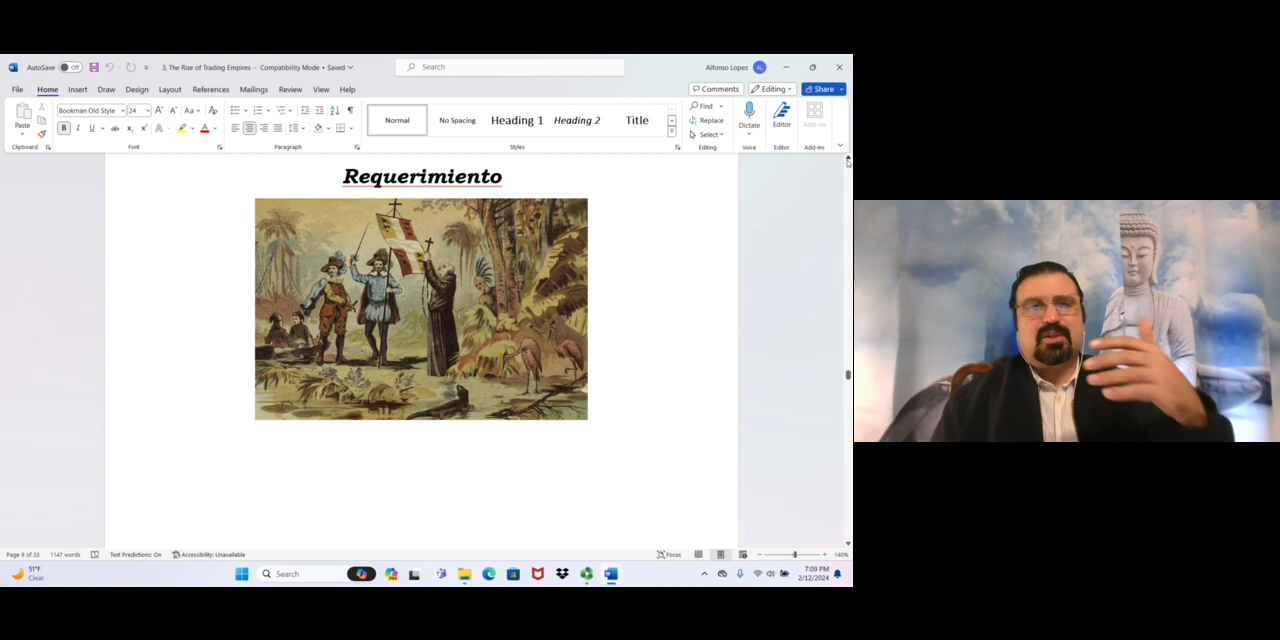 AutoSave Off 3, The Rise of Trading Empires - Compatibility Mode • Saved Search Alfonso Lopez AL
File Home Insert Draw Design Layout References Mailings Review View Help Comments Editing Share
Paste Bookman Old Style 24 A A Aa Normal No Spacing Heading 1 Heading 2 Title Find Replace Select Dictate Editor Add-ins
B I U ab x₂ x² A A
Clipboard Font Paragraph Styles Editing Voice Editor Add-ins
Requerimiento
Page 9 of 33 1147 words Text Predictions: On Accessibility: Unavailable Focus 140%
51°F Search 7:09 PM
Clear 2/12/2024